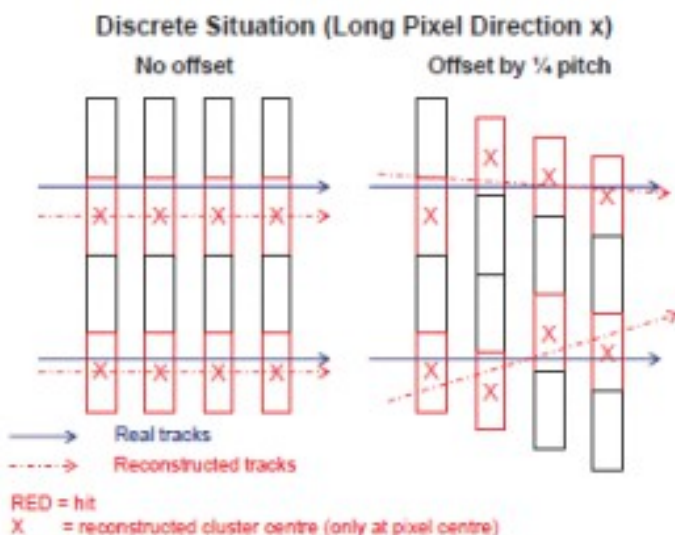 Discrete Situation (Long Pixel Direction x)
No offset
Offset by ¼ pitch
X X X X
X X X X
X X X X
X X X X
Real tracks
Reconstructed tracks
RED = hit
X = reconstructed cluster centre (only at pixel centre)